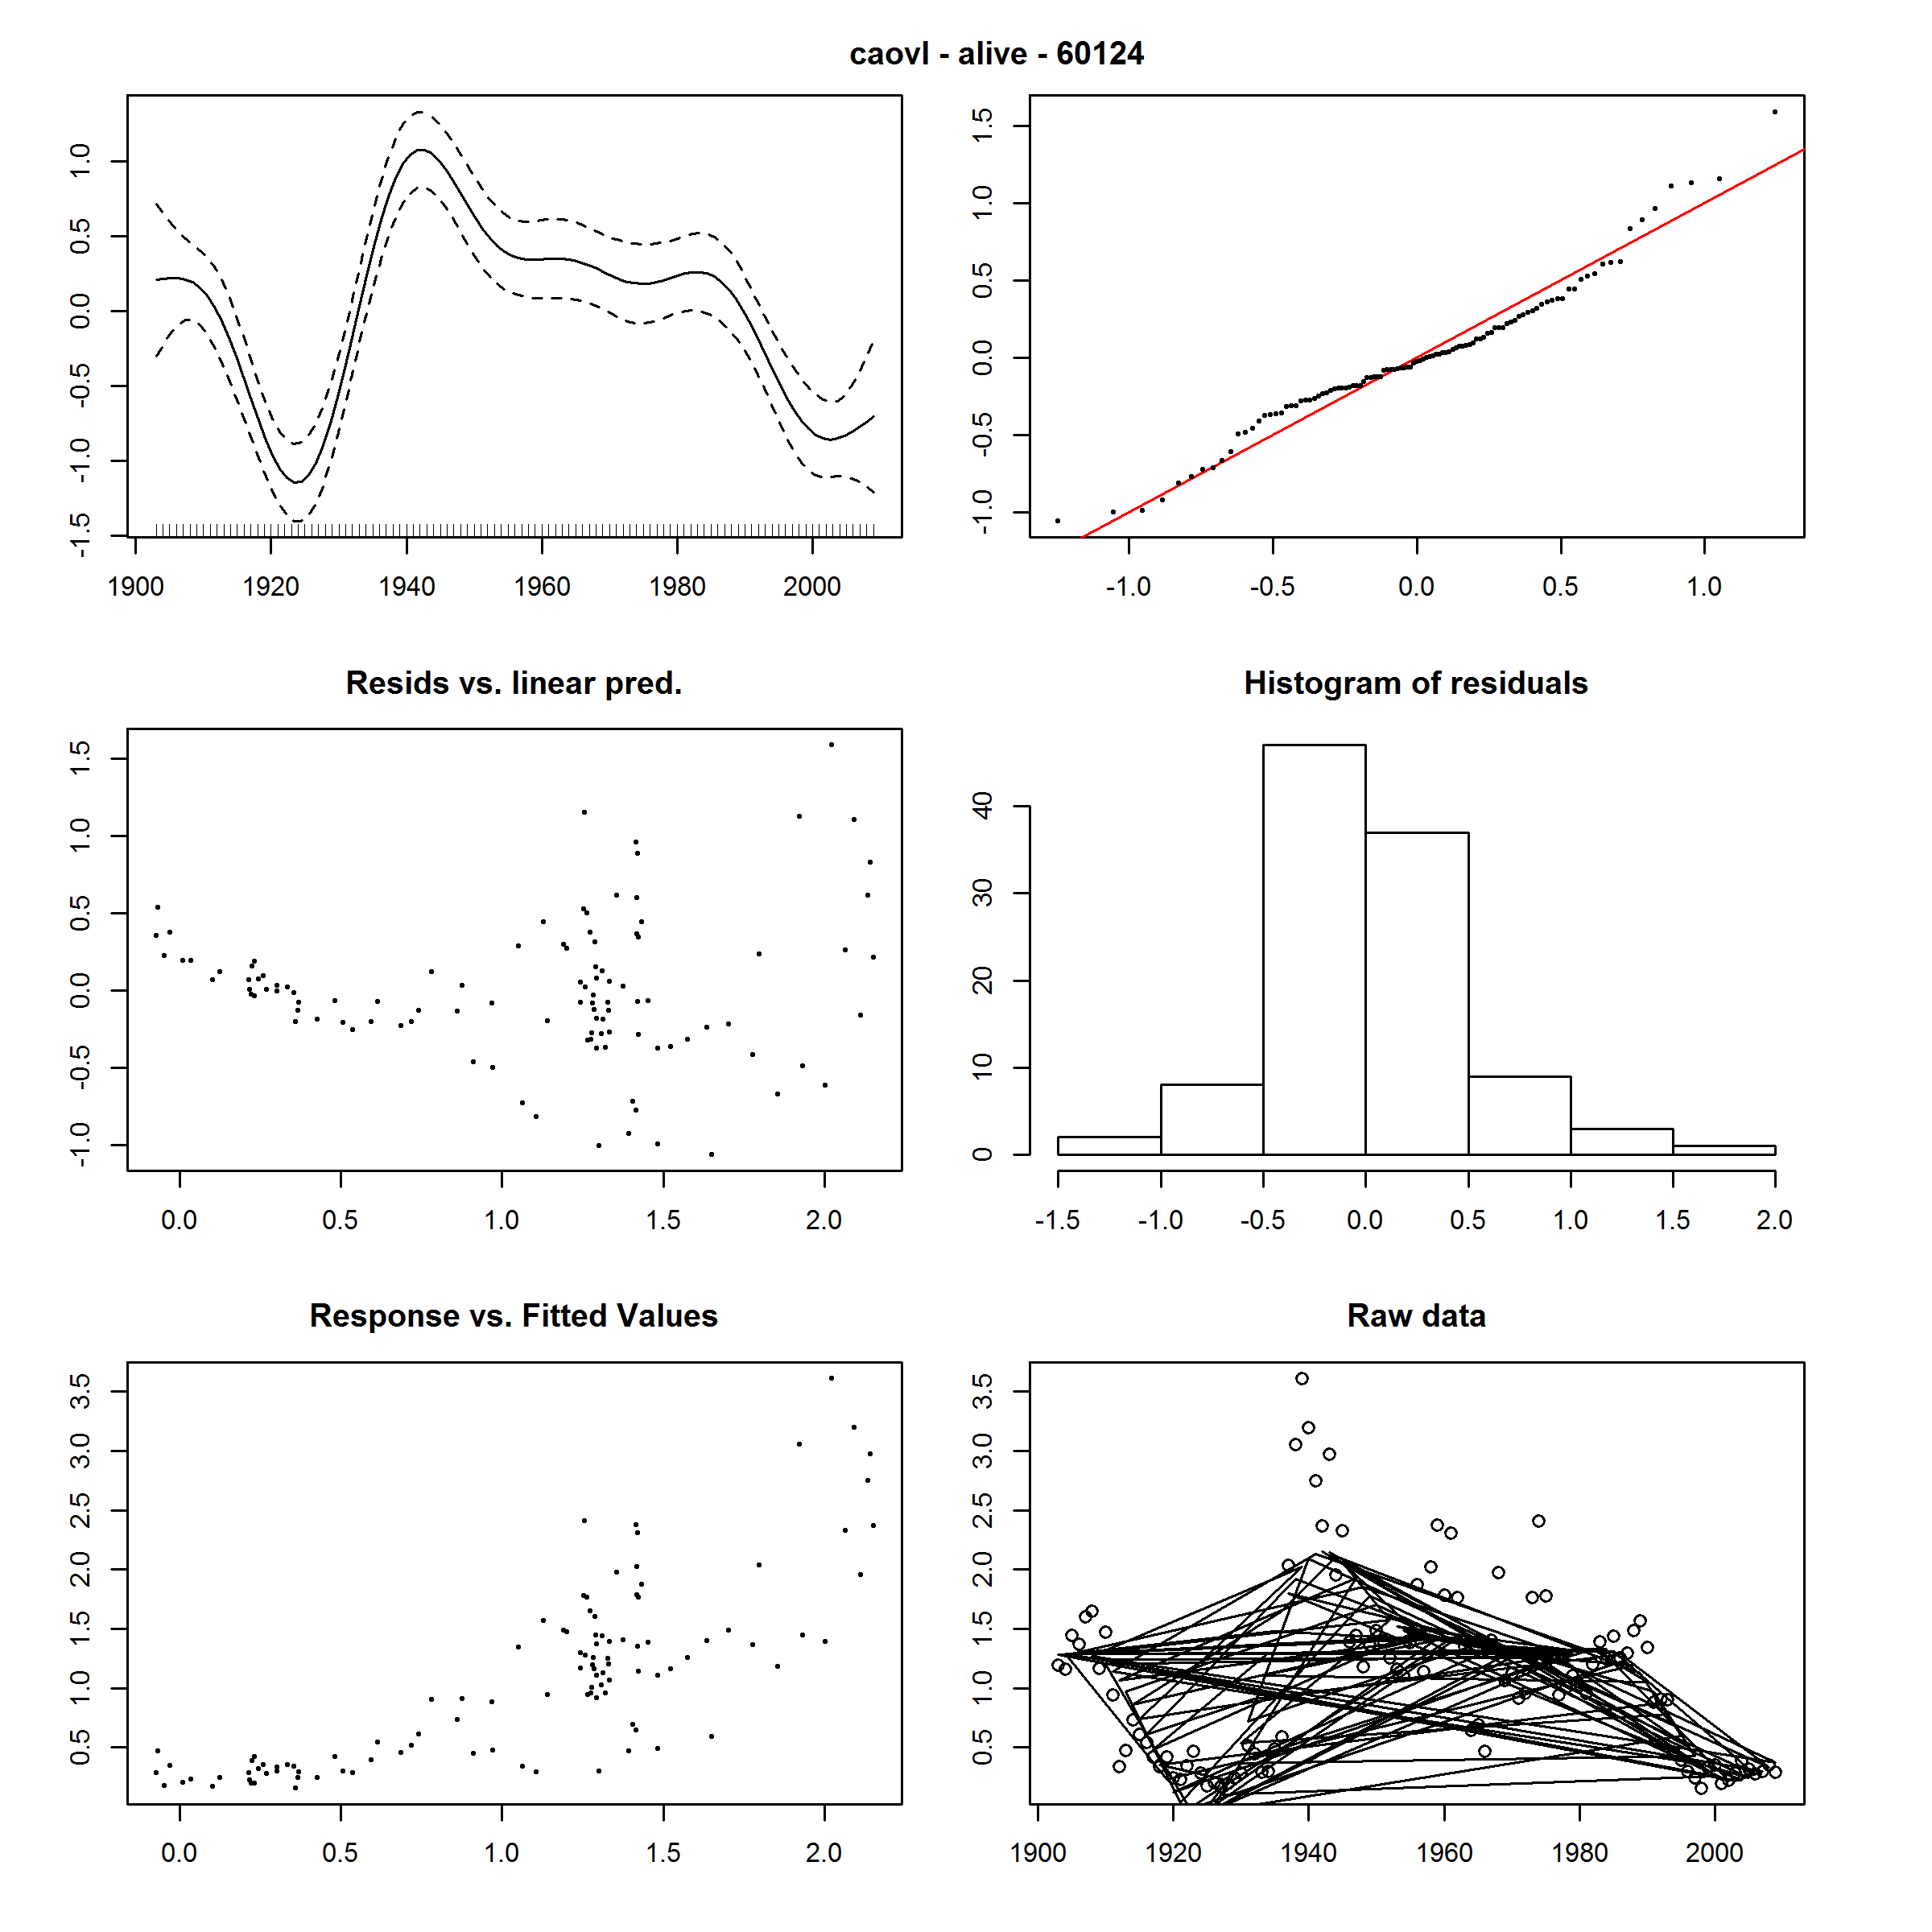 caovl - alive - 60124
-1.5 -1.0 -0.5 0.0 0.5 1.0
1900 1920 1940 1960 1980 2000
-1.0 -0.5 0.0 0.5 1.0 1.5
-1.0 -0.5 0.0 0.5 1.0
Resids vs. linear pred.
-1.0 -0.5 0.0 0.5 1.0 1.5
0.0 0.5 1.0 1.5 2.0
Histogram of residuals
0 10 20 30 40
-1.5 -1.0 -0.5 0.0 0.5 1.0 1.5 2.0
Response vs. Fitted Values
0.5 1.0 1.5 2.0 2.5 3.0 3.5
0.0 0.5 1.0 1.5 2.0
Raw data
0.5 1.0 1.5 2.0 2.5 3.0 3.5
1900 1920 1940 1960 1980 2000